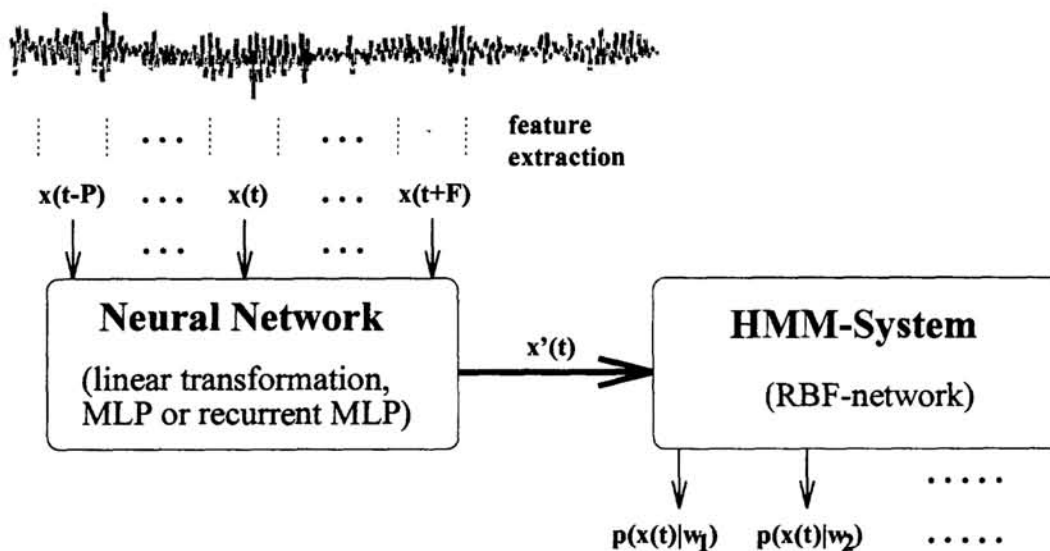 feature
extraction
x(t-P) ... x(t) ... x(t+F)
Neural Network
(linear transformation,
MLP or recurrent MLP)
x'(t)
HMM-System
(RBF-network)
p(x(t)|w1) p(x(t)|w2) .....